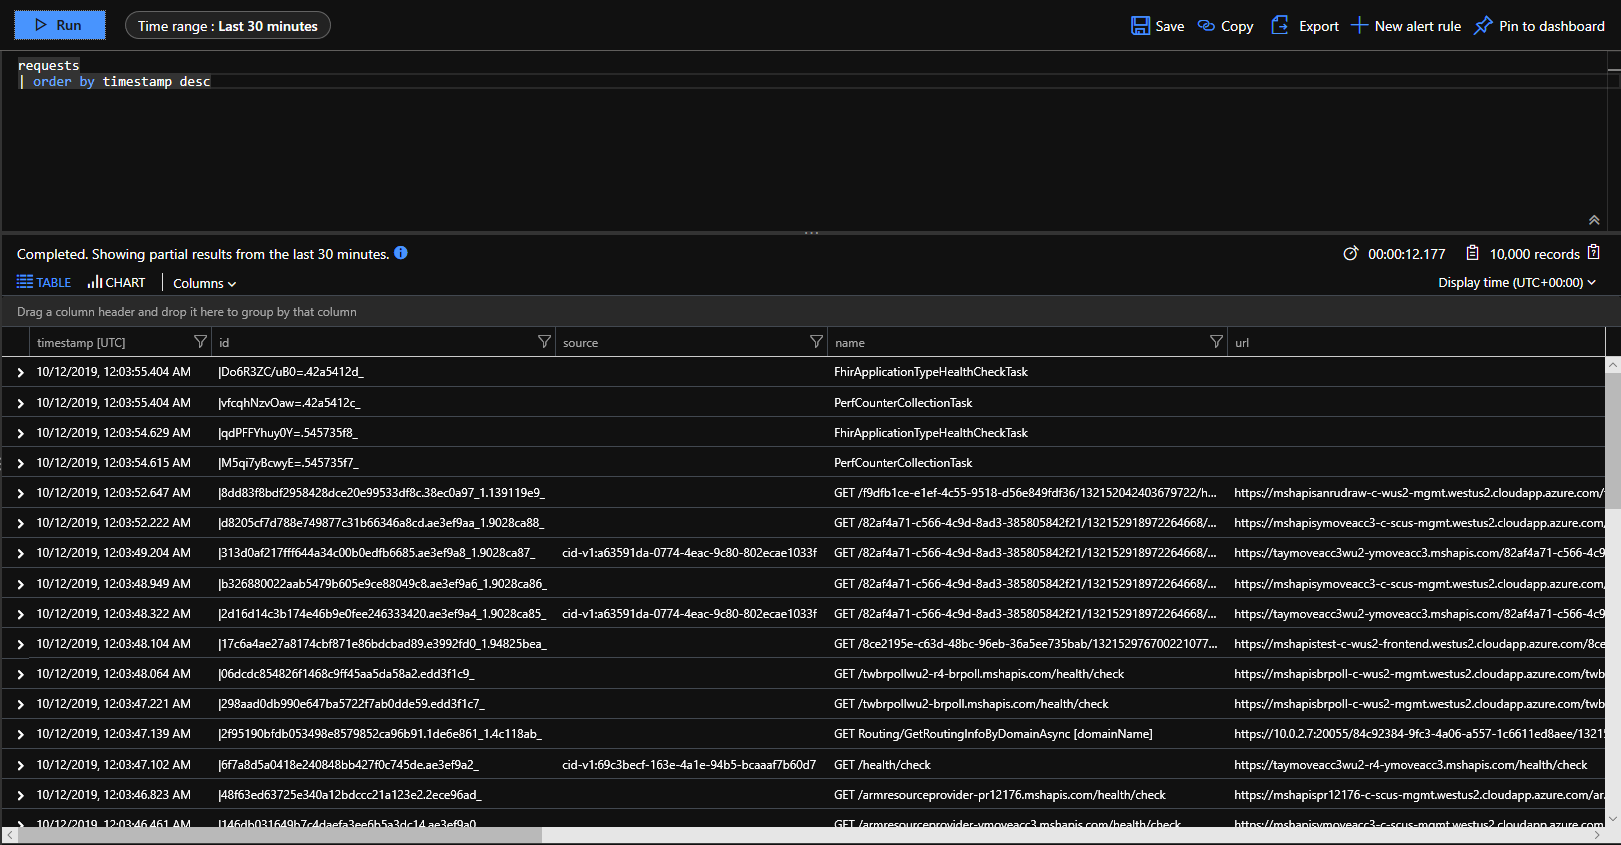 Run Time range : Last 30 minutes Save Copy Export New alert rule Pin to dashboard
requests
| order by timestamp desc
Completed. Showing partial results from the last 30 minutes. 00:00:12.177 10,000 records
TABLE CHART Columns Display time (UTC+00:00)
Drag a column header and drop it here to group by that column
timestamp [UTC] id source name url
10/12/2019, 12:03:55.404 AM |Do6R3ZC/uB0=.42a5412d_ FhirApplicationTypeHealthCheckTask
10/12/2019, 12:03:55.404 AM |vfcqhNzvOaw=.42a5412c_ PerfCounterCollectionTask
10/12/2019, 12:03:54.629 AM |qdPFFYhuy0Y=.545735f8_ FhirApplicationTypeHealthCheckTask
10/12/2019, 12:03:54.615 AM |M5qi7yBcwyE=.545735f7_ PerfCounterCollectionTask
10/12/2019, 12:03:52.647 AM |8dd83f8bdf2958428dce20e99533df8c.38ec0a97_1.139119e9_ GET /f9dfb1ce-e1ef-4c55-9518-d56e849fdf36/132152042403679722/h... https://mshapisanrudraw-c-wus2-mgmt.westus2.cloudapp.azure.com/
10/12/2019, 12:03:52.222 AM |d8205cf7d788e749877c31b66346a8cd.ae3ef9aa_1.9028ca88_ GET /82af4a71-c566-4c9d-8ad3-385805842f21/132152918972264668/... https://mshapisymoveacc3-c-scus-mgmt.westus2.cloudapp.azure.com,
10/12/2019, 12:03:49.204 AM |313d0af217fff644a34c00b0edfb6685.ae3ef9a8_1.9028ca87_ cid-v1:a63591da-0774-4eac-9c80-802ecae1033f GET /82af4a71-c566-4c9d-8ad3-385805842f21/132152918972264668/... https://taymoveacc3wu2-ymoveacc3.mshapis.com/82af4a71-c566-4c9
10/12/2019, 12:03:48.949 AM |b326880022aab5479b605e9ce88049c8.ae3ef9a6_1.9028ca86_ GET /82af4a71-c566-4c9d-8ad3-385805842f21/132152918972264668/... https://mshapisymoveacc3-c-scus-mgmt.westus2.cloudapp.azure.com,
10/12/2019, 12:03:48.322 AM |2d16d14c3b174e46b9e0fee246333420.ae3ef9a4_1.9028ca85_ cid-v1:a63591da-0774-4eac-9c80-802ecae1033f GET /82af4a71-c566-4c9d-8ad3-385805842f21/132152918972264668/... https://taymoveacc3wu2-ymoveacc3.mshapis.com/82af4a71-c566-4c9
10/12/2019, 12:03:48.104 AM |17c6a4ae27a8174cbf871e86bdcbad89.e3992fd0_1.94825bea_ GET /8ce2195e-c63d-48bc-96eb-36a5ee735bab/132152976700221077... https://mshapistest-c-wus2-frontend.westus2.cloudapp.azure.com/8ce
10/12/2019, 12:03:48.064 AM |06dcdc854826f1468c9ff45aa5da58a2.edd3f1c9_ GET /twbrpollwu2-r4-brpoll.mshapis.com/health/check https://mshapisbrpoll-c-wus2-mgmt.westus2.cloudapp.azure.com/twb
10/12/2019, 12:03:47.221 AM |298aad0db990e647ba5722f7ab0dde59.edd3f1c7_ GET /twbrpollwu2-brpoll.mshapis.com/health/check https://mshapisbrpoll-c-wus2-mgmt.westus2.cloudapp.azure.com/twb
10/12/2019, 12:03:47.139 AM |2f95190bfdb053498e8579852ca96b91.1de6e861_1.4c118ab_ GET Routing/GetRoutingInfoByDomainAsync [domainName] https://10.0.2.7:20055/84c92384-9fc3-4a06-a557-1c6611ed8aee/13215
10/12/2019, 12:03:47.102 AM |6f7a8d5a0418e240848bb427f0c745de.ae3ef9a2_ cid-v1:69c3becf-163e-4a1e-94b5-bcaaaf7b60d7 GET /health/check https://taymoveacc3wu2-r4-ymoveacc3.mshapis.com/health/check
10/12/2019, 12:03:46.823 AM |48f63ed63725e340a12bdccc21a123e2.2ece96ad_ GET /armresourceprovider-pr12176.mshapis.com/health/check https://mshapispr12176-c-scus-mgmt.westus2.cloudapp.azure.com/ar
10/12/2019, 12:03:46.461 AM |146db031649b7c4daefa3ee6b5a3dc14.ae3ef9a0 GET /armresourceprovider-ymoveacc3.mshapis.com/health/check https://mshapisymoveacc3-c-scus-mgmt.westus2.cloudapp.azure.com